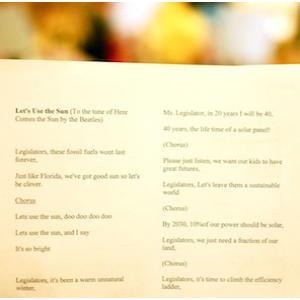 Let's Use the Sun (To the tune of Here
Comes the Sun by the Beatles)
Legislators, these fossil fuels wont last
forever,
Just like Florida, we've got good sun so let's
be clever.
Chorus
Lets use the sun, doo doo doo doo
Lets use the sun, and I say
It's so bright
Legislators, it's been a warm unnatural
winter,
Ms. Legislator, in 20 years I will be 40,
40 years, the life time of a solar panel!
(Chorus)
Please just listen, we want our kids to have
great futures,
Legislators, Let's leave them a sustainable
world
(Chorus)
By 2030, 10%of our power should be solar,
Legislators, we just need a fraction of our
land,
(Chorus)
Legislators, it's time to climb the efficiency
ladder,